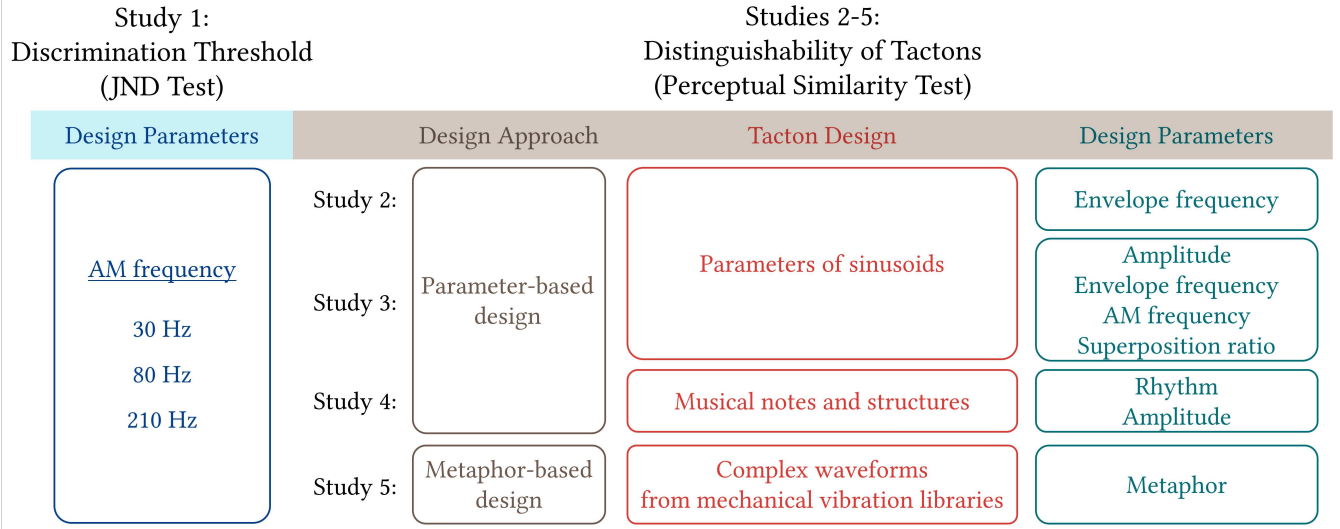 Study 1:
Discrimination Threshold
(JND Test)
Studies 2-5:
Distinguishability of Tactons
(Perceptual Similarity Test)
Design Parameters
Design Approach
Tacton Design
Design Parameters
AM frequency
30 Hz
80 Hz
210 Hz
Study 2:
Study 3:
Study 4:
Study 5:
Parameter-based
design
Metaphor-based
design
Parameters of sinusoids
Musical notes and structures
Complex waveforms
from mechanical vibration libraries
Envelope frequency
Amplitude
Envelope frequency
AM frequency
Superposition ratio
Rhythm
Amplitude
Metaphor